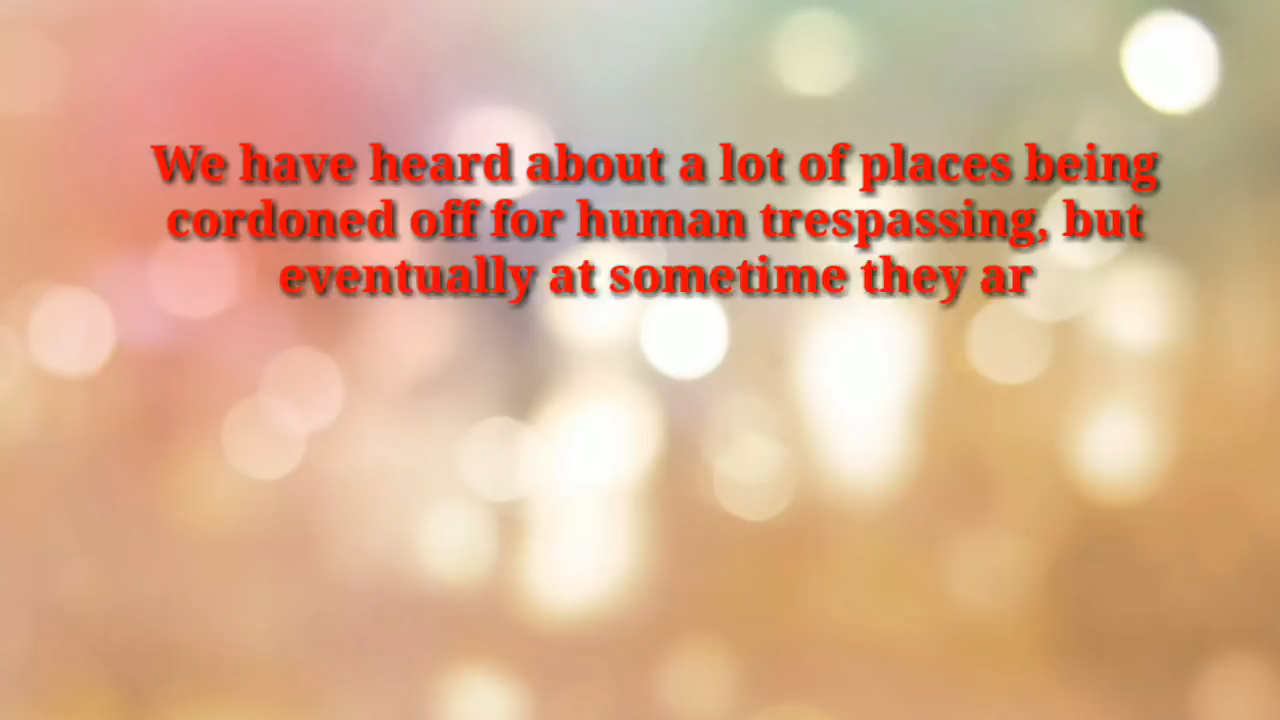 We have heard about a lot of places being
cordoned off for human trespassing, but
eventually at sometime they ar